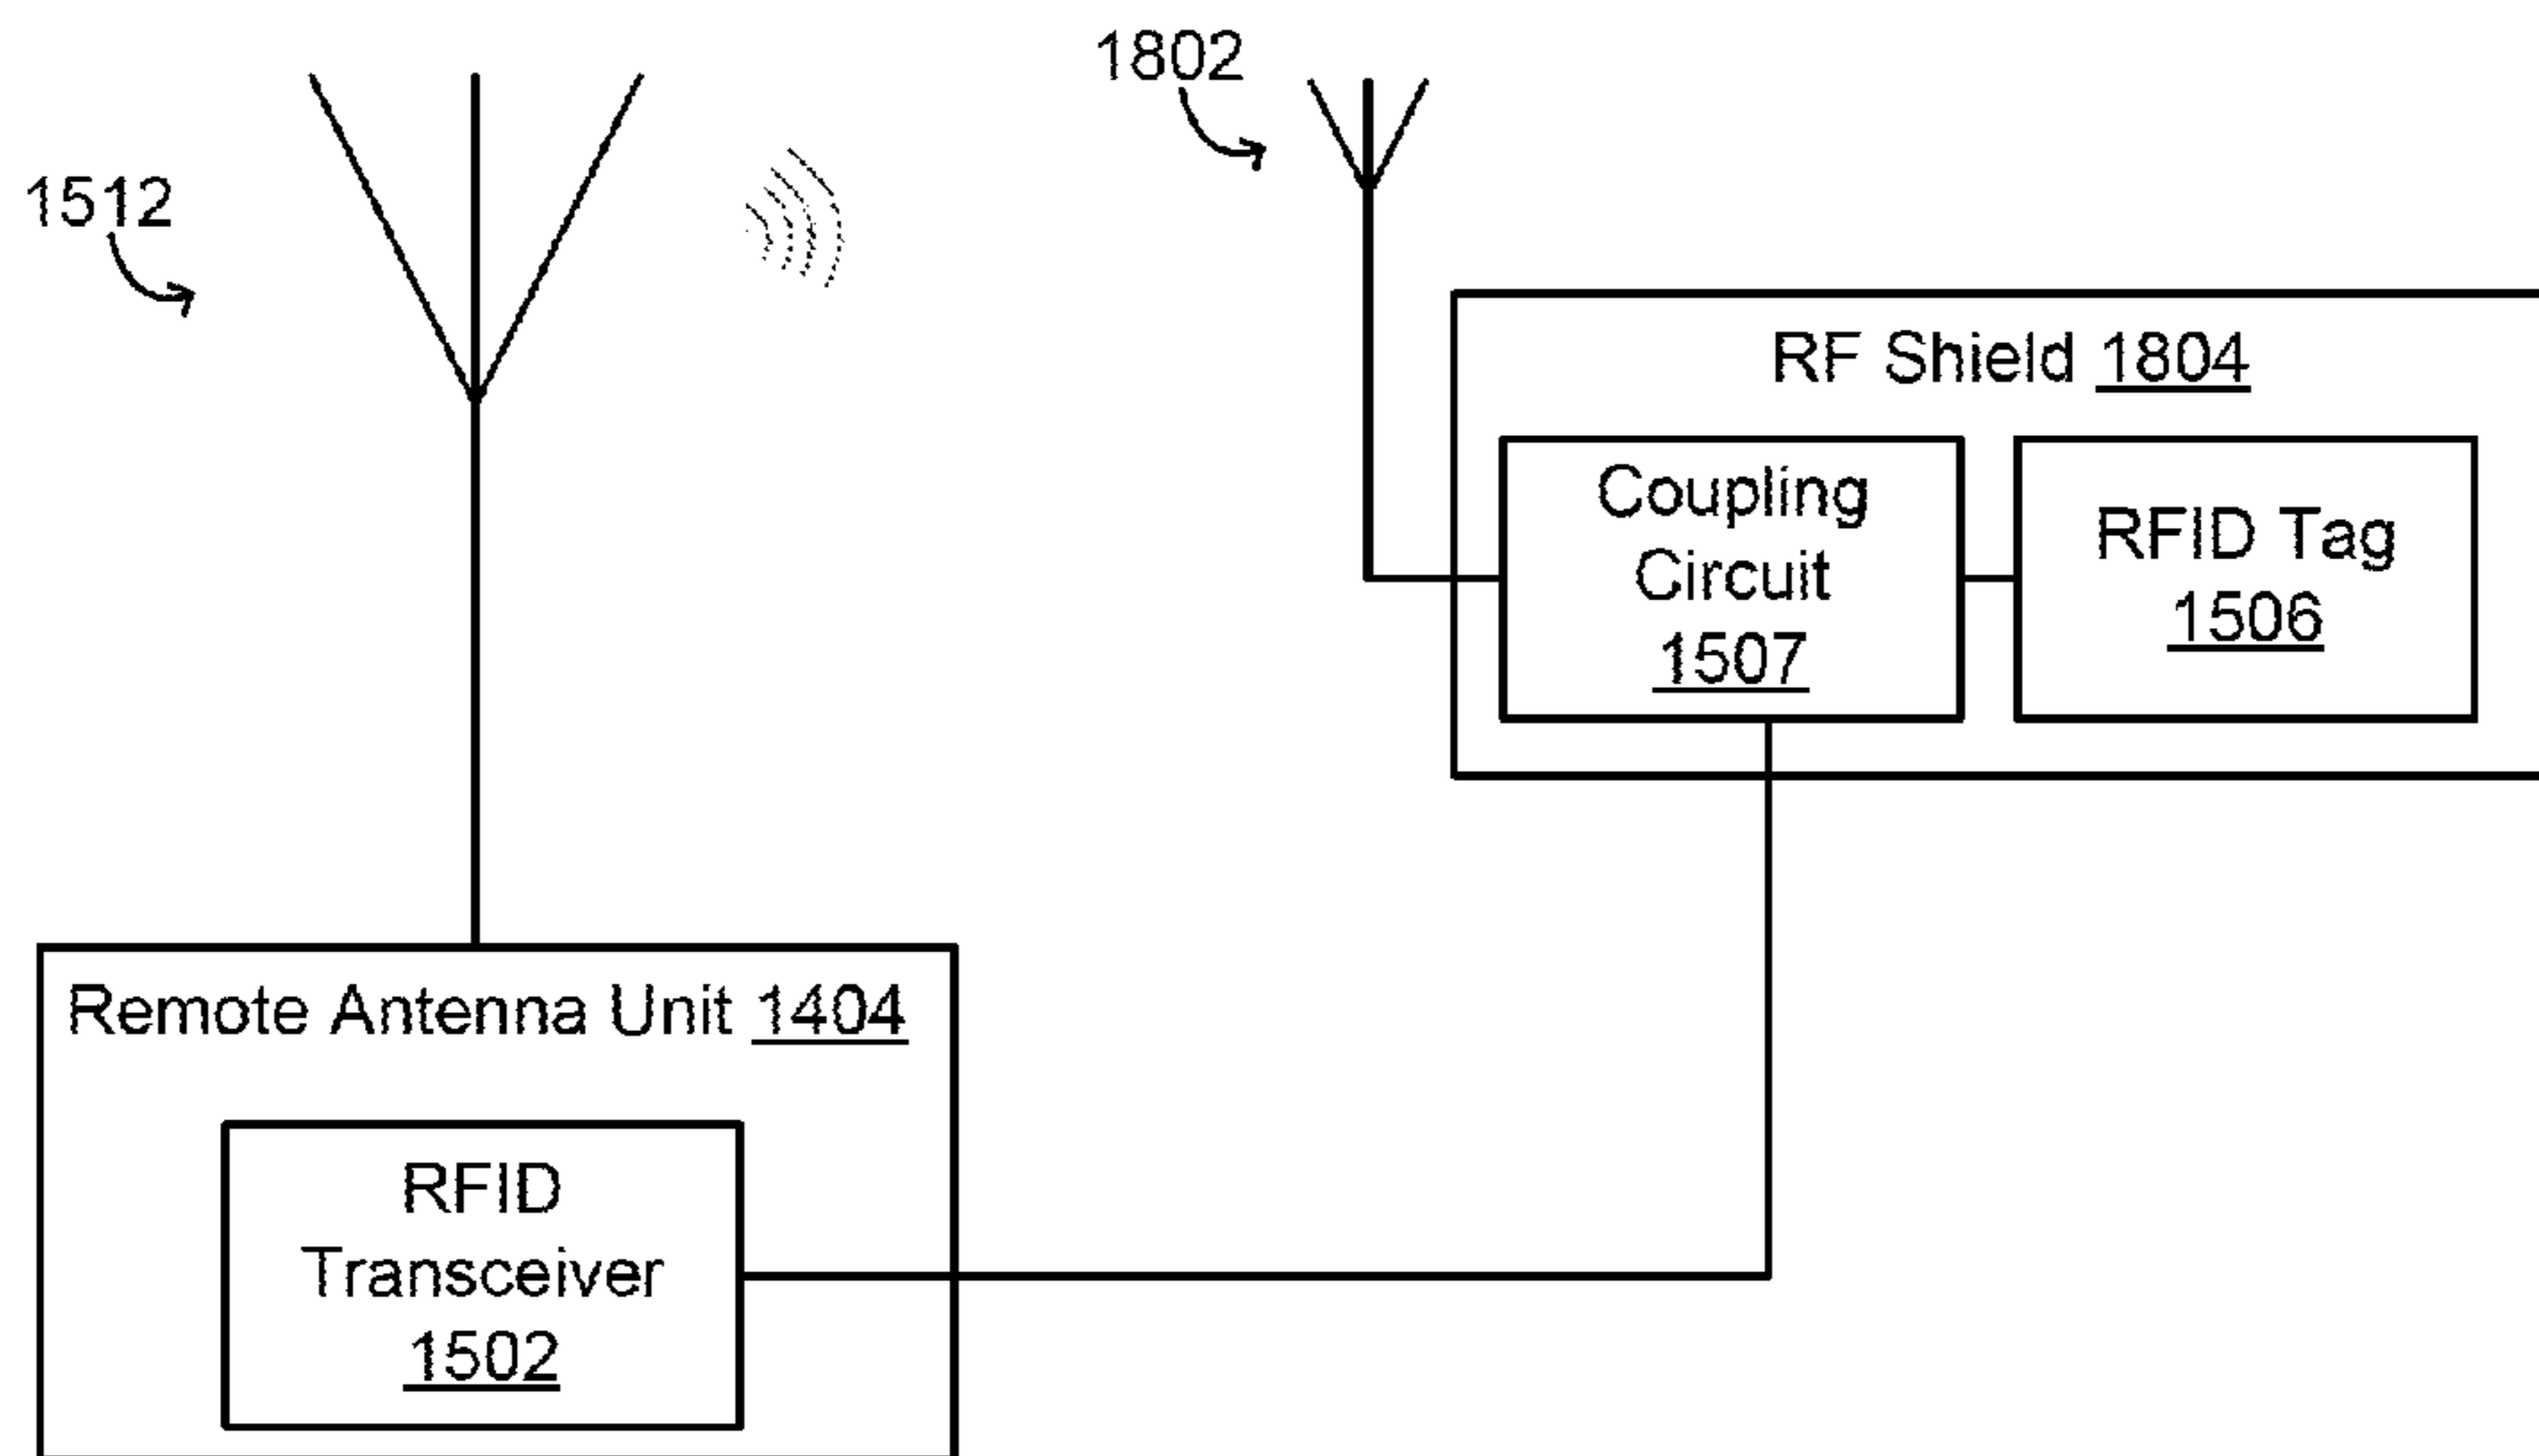 1802
1512
RF Shield 1804
Coupling
Circuit
1507
RFID Tag
1506
Remote Antenna Unit 1404
RFID
Transceiver
1502